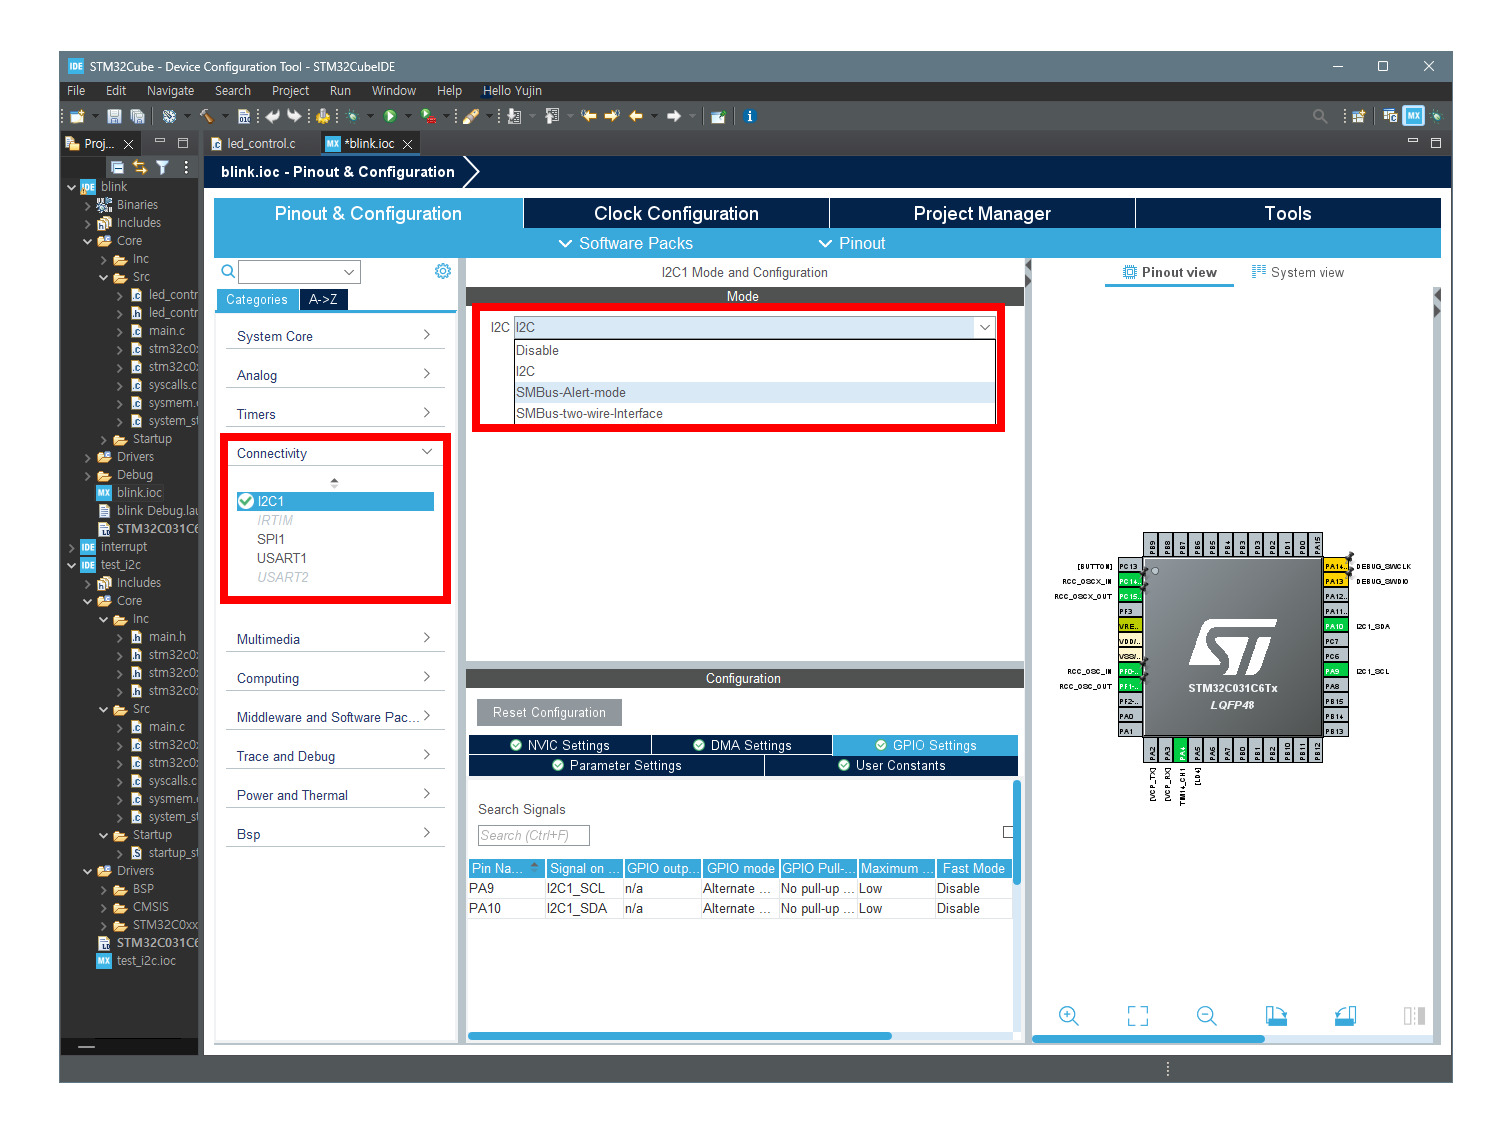 IDE STM32Cube - Device Configuration Tool - STM32CubeIDE
File Edit Navigate Search Project Run Window Help Hello Yujin
Proj... led_control.c MX *blink.ioc
blink.ioc - Pinout & Configuration
IDE blink
Binaries
Includes
Core
Inc
Src
led_contr
led_contr
main.c
stm32c0x
stm32c0x
syscalls.c
sysmem.
system_st
Startup
Drivers
Debug
MX blink.ioc
blink Debug.lau
STM32C031C6
IDE interrupt
IDE test_i2c
Includes
Core
Inc
main.h
stm32c0
stm32c0
stm32c0
Src
main.c
stm32c0
stm32c0
syscalls.c
sysmem.
system_st
Startup
startup_st
Drivers
BSP
CMSIS
STM32C0xx
STM32C031C6
MX test_i2c.ioc
Pinout & Configuration
Clock Configuration
Project Manager
Tools
Software Packs
Pinout
Categories A->Z
System Core
Analog
Timers
Connectivity
I2C1
IRTIM
SPI1
USART1
USART2
Multimedia
Computing
Middleware and Software Pac...
Trace and Debug
Power and Thermal
Bsp
I2C1 Mode and Configuration
Mode
I2C I2C
Disable
I2C
SMBus-Alert-mode
SMBus-two-wire-Interface
Configuration
Reset Configuration
NVIC Settings DMA Settings GPIO Settings
Parameter Settings User Constants
Search Signals
Search (Ctrl+F)
Pin Na... Signal on ... GPIO outp... GPIO mode GPIO Pull-... Maximum ... Fast Mode
PA9 I2C1_SCL n/a Alternate ... No pull-up ... Low Disable
PA10 I2C1_SDA n/a Alternate ... No pull-up ... Low Disable
Pinout view System view
PB9 PB8 PB7 PB6 PB5 PB4 PB3 PD3 PD2 PD1 PD0 PA15
[BUTTON] PC13
RCC_OSCX_IN PC14..
RCC_OSCX_OUT PC15..
PF3
VRE..
VDD/..
VSS/..
RCC_OSC_IN PF0-..
RCC_OSC_OUT PF1-..
PF2-..
PA0
PA1
PA14.. DEBUG_SWCLK
PA13 DEBUG_SWDIO
PA12..
PA11..
PA10 I2C1_SDA
PC7
PC6
PA9 I2C1_SCL
PA8
PB15
PB14
PB13
ST
STM32C031C6Tx
LQFP48
PA2 PA3 PA4 PA5 PA6 PA7 PB0 PB1 PB2 PB10 PB11 PB12
[VCP_TX] [VCP_RX] TIM14_CH1 [LD4]